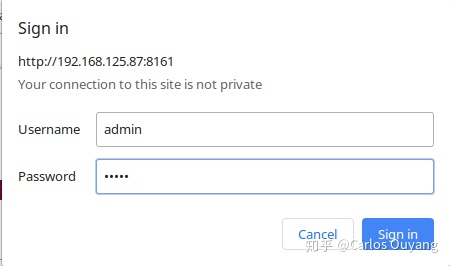 Sign in
http://192.168.125.87:8161
Your connection to this site is not private
Username admin
Password •••••
Cancel Sign in
知乎 @Carlos Ouyang